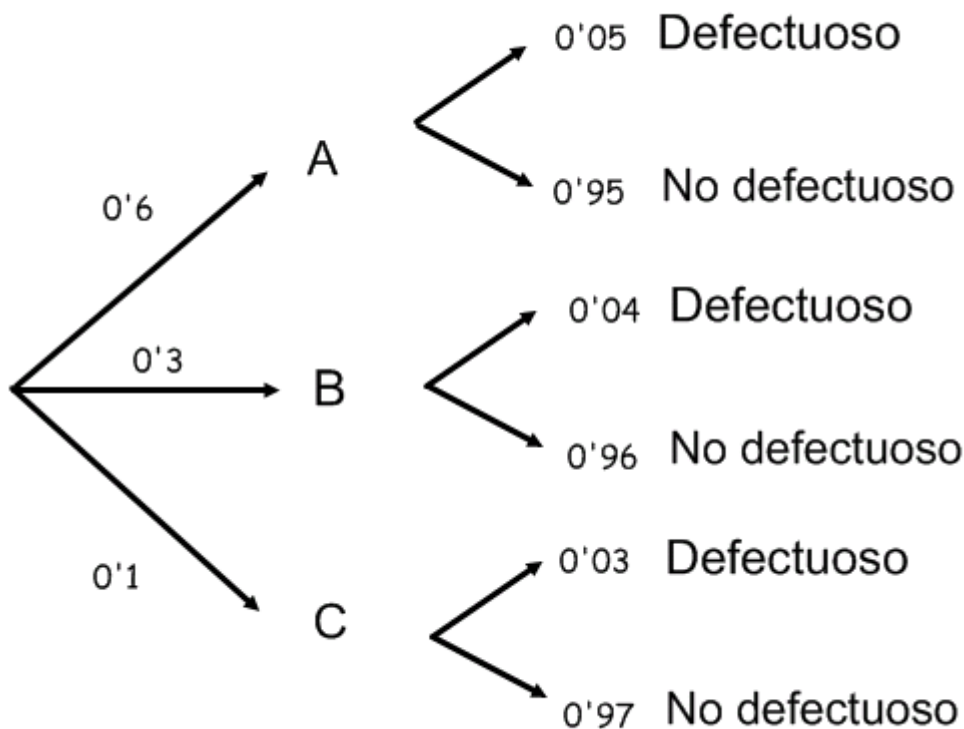 0'05 Defectuoso
A
0'95 No defectuoso
0'6
0'04 Defectuoso
0'3
B
0'96 No defectuoso
0'03 Defectuoso
0'1
C
0'97 No defectuoso